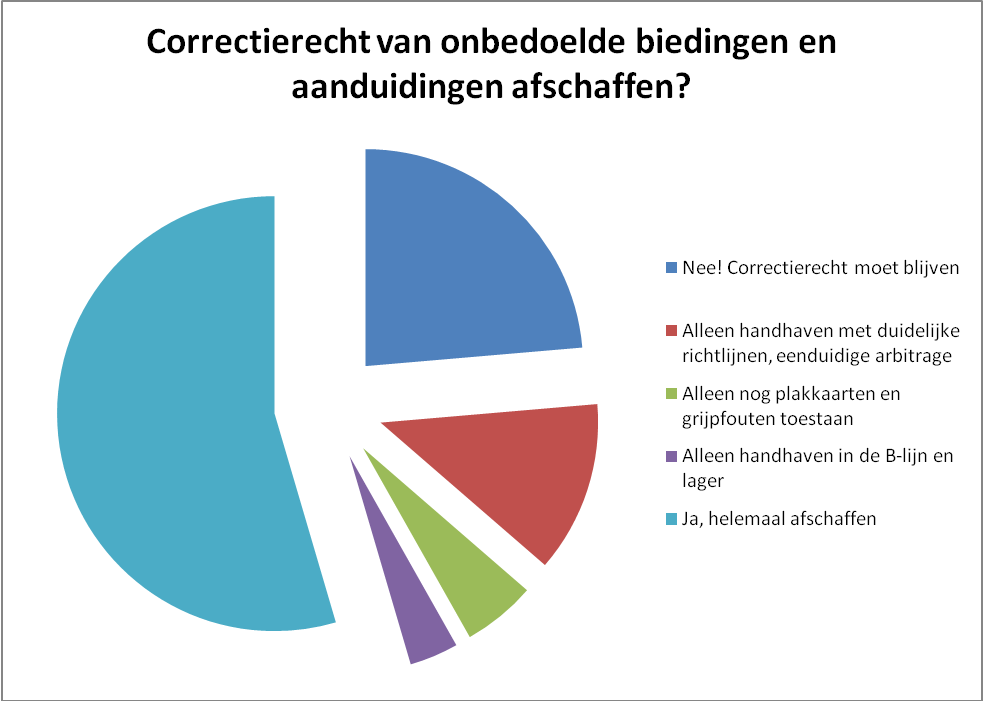 Correctierecht van onbedoelde biedingen en
aanduidingen afschaffen?
Nee! Correctierecht moet blijven
Alleen handhaven met duidelijke
richtlijnen, eenduidige arbitrage
Alleen nog plakkaarten en
grijpfouten toestaan
Alleen handhaven in de B-lijn en
lager
Ja, helemaal afschaffen